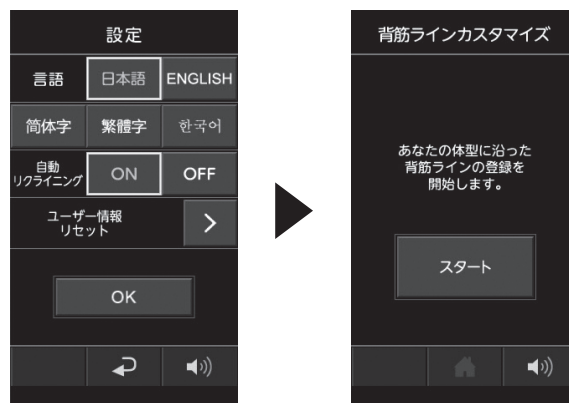 設定
言語 日本語 ENGLISH
简体字 繁體字 한국어
自動
リクライニング ON OFF
ユーザー情報
リセット
OK
背筋ラインカスタマイズ
あなたの体型に沿った
背筋ラインの登録を
開始します。
スタート